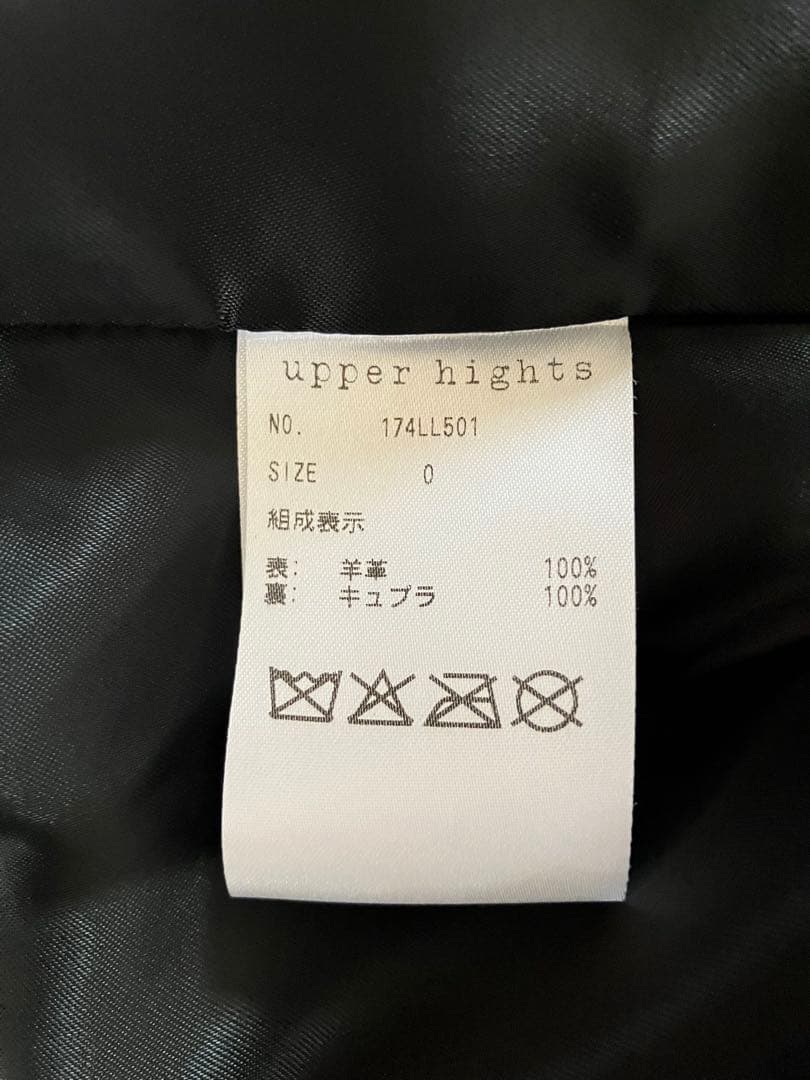 upper hights
NO. 174LL501
SIZE 0
組成表示
表: 羊革 100%
裏: キュプラ 100%